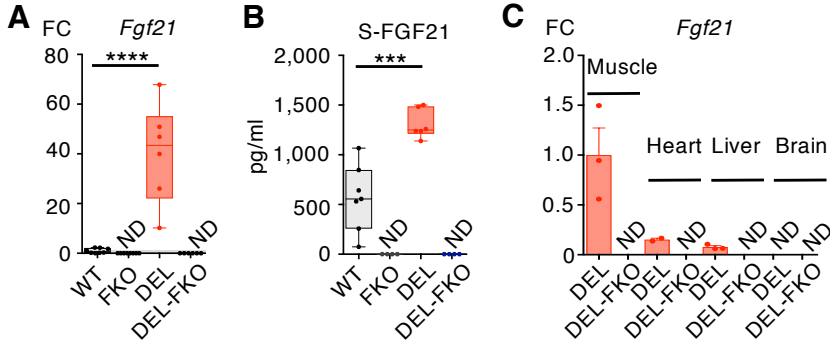 A
FC
Fgf21
80
60
40
20
0
****
ND
ND
WT
FKO
DEL
DEL-FKO
B
S-FGF21
pg/ml
2,000
1,500
1,000
500
0
***
ND
ND
WT
FKO
DEL
DEL-FKO
C
FC
Fgf21
2.0
1.5
1.0
0.5
0
Muscle
Heart
Liver
Brain
ND
ND
ND
ND
ND
DEL
DEL-FKO
DEL
DEL-FKO
DEL
DEL-FKO
DEL
DEL-FKO